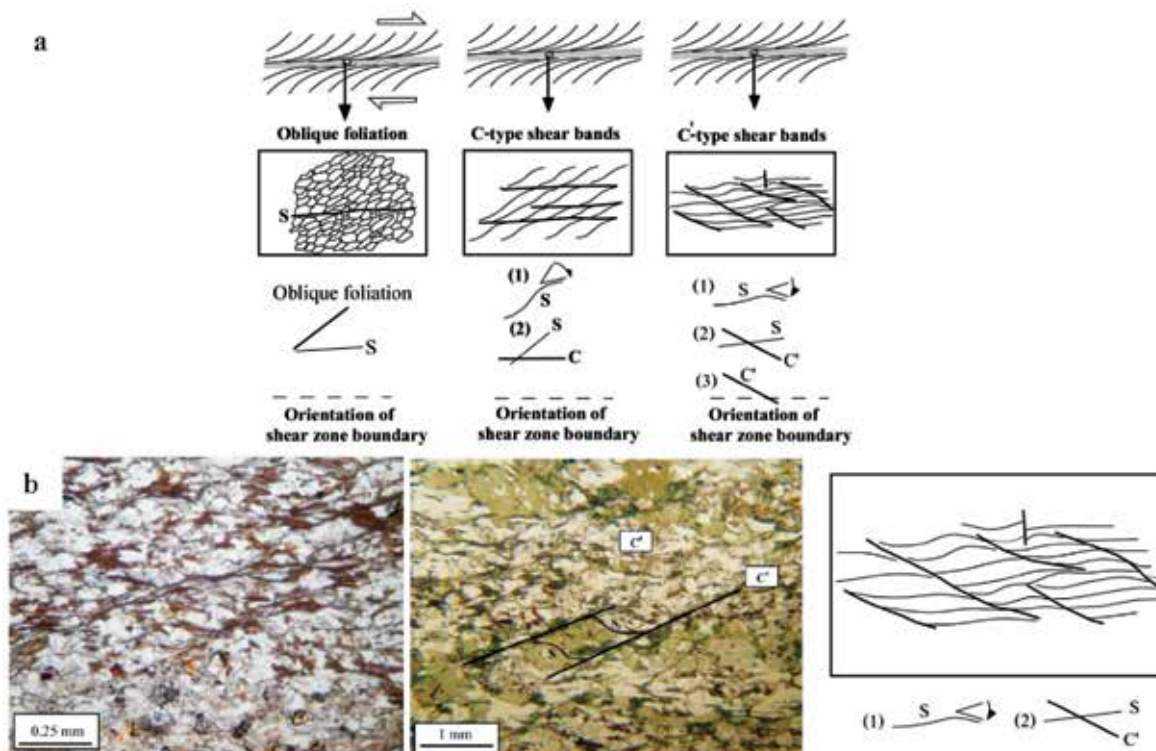 a
Oblique foliation
C-type shear bands
C'-type shear bands
S
(1)
S
(2)
S
C
(1)
S
(2)
S
C'
(3)
C'
Oblique foliation
S
Orientation of
shear zone boundary
Orientation of
shear zone boundary
Orientation of
shear zone boundary
b
0.25 mm
C'
C'
1 mm
(1)
S
(2)
S
C'